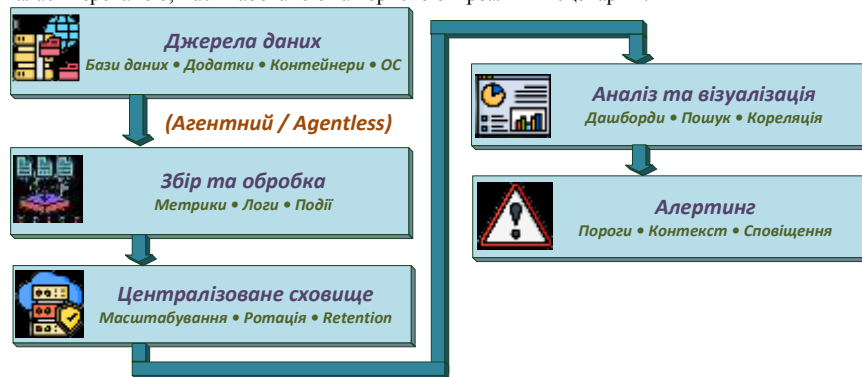 Джерела даних
Бази даних • Додатки • Контейнери • ОС
(Агентний / Agentless)
Збір та обробка
Метрики • Логи • Події
Централізоване сховище
Масштабування • Ротація • Retention
Аналіз та візуалізація
Дашборди • Пошук • Кореляція
Алертинг
Пороги • Контекст • Сповіщення